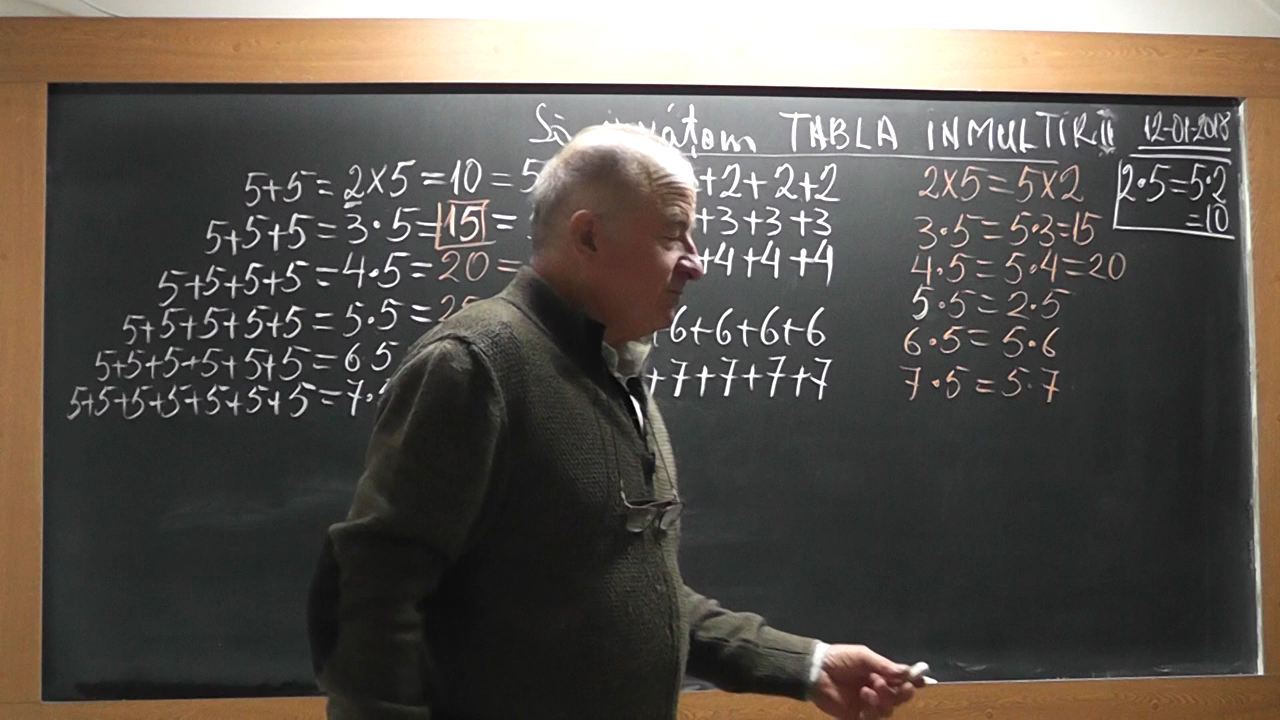 Să învățăm TABLA INMULTIRII 12-01-2018
5+5=2x5=10=5 +2+2+2 2x5=5x2 2·5=5·2
=10
5+5+5=3·5=15= +3+3+3 3·5=5·3=15
5+5+5+5=4·5=20= +4+4+4 4·5=5·4=20
5+5+5+5+5=5·5=25 5·5=2·5
5+5+5+5+5+5=6·5 6+6+6+6 6·5=5·6
5+5+5+5+5+5+5=7· +7+7+7+7 7·5=5·7